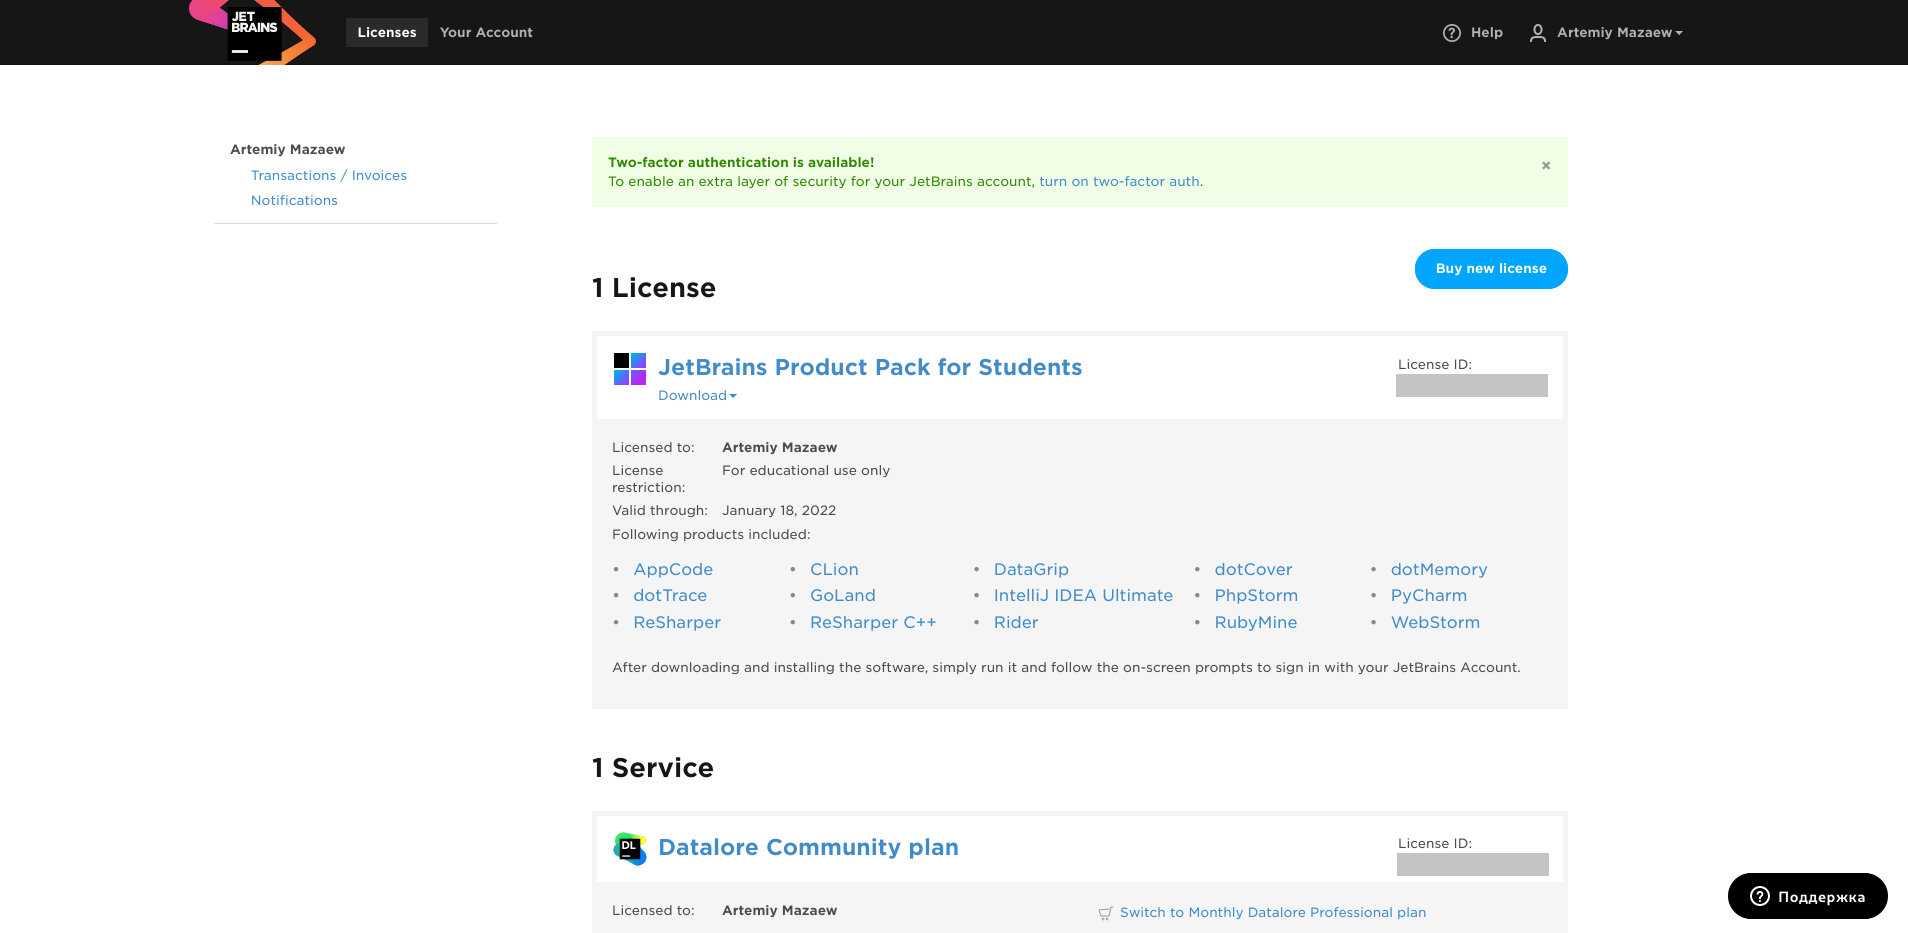 JET
BRAINS
Licenses
Your Account
Help
Artemiy Mazaew
Artemiy Mazaew
Transactions / Invoices
Notifications
Two-factor authentication is available!
To enable an extra layer of security for your JetBrains account, turn on two-factor auth.
×
Buy new license
1 License
JetBrains Product Pack for Students
Download
License ID:
Licensed to: Artemiy Mazaew
License For educational use only
restriction:
Valid through: January 18, 2022
Following products included:
• AppCode • CLion • DataGrip • dotCover • dotMemory
• dotTrace • GoLand • IntelliJ IDEA Ultimate • PhpStorm • PyCharm
• ReSharper • ReSharper C++ • Rider • RubyMine • WebStorm
After downloading and installing the software, simply run it and follow the on-screen prompts to sign in with your JetBrains Account.
1 Service
DL
Datalore Community plan
License ID:
Licensed to: Artemiy Mazaew
Switch to Monthly Datalore Professional plan
Поддержка